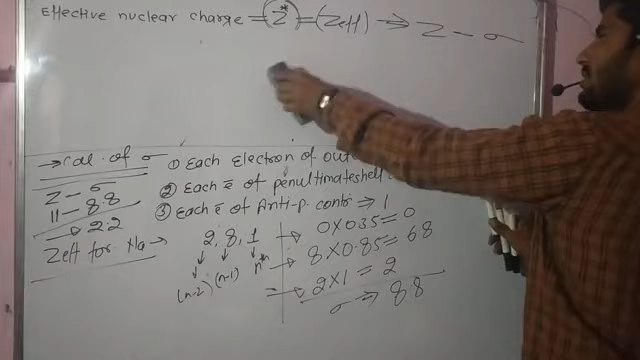 Effective nuclear charge = Z* = (Zeff) ⇒ Z - σ
→ cal. of σ
① Each Electron of out
② Each ē of penultimate shell
③ Each ē of Anti-p. contr ⇒ 1
Z - σ
11 - 8.8
→ 2.2
Zeff for Na →
2, 8, 1
(n-2) (n-1) nth
→ 0 X 0.35 = 0
→ 8 X 0.85 = 6.8
→ 2 X 1 = 2
σ → 8.8